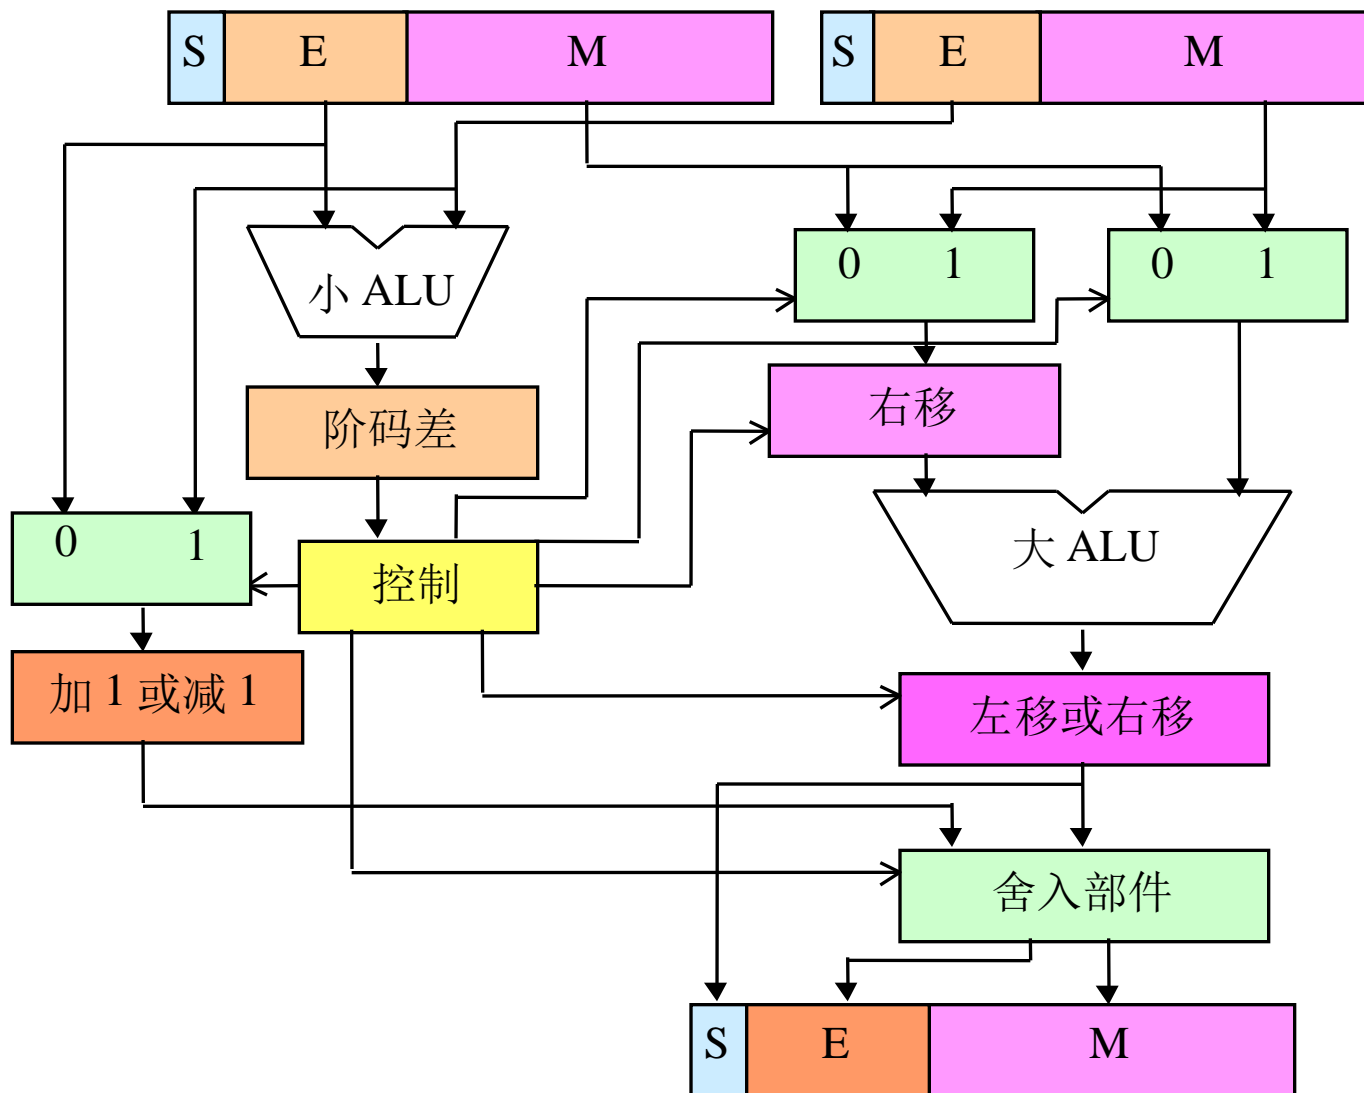 S E M S E M
0 1 0 1
小 ALU
右移
阶码差
0 1
大 ALU
控制
加 1 或减 1
左移或右移
舍入部件
S E M